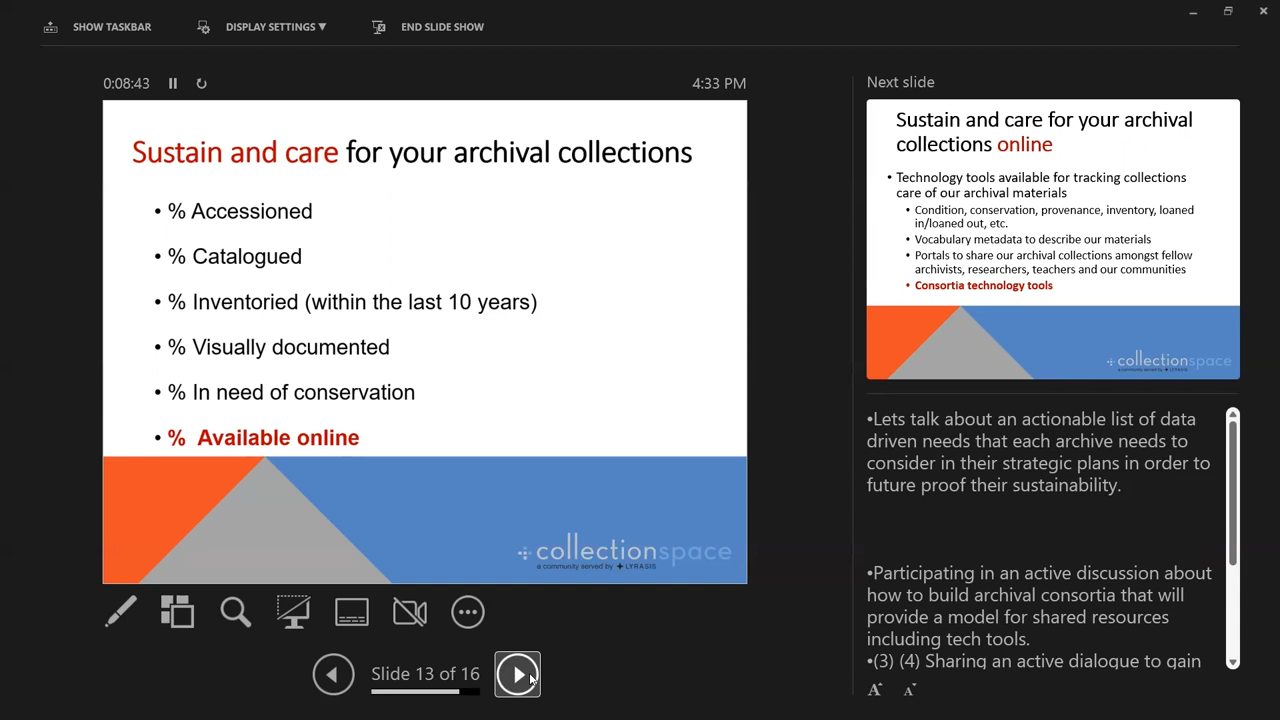 SHOW TASKBAR
DISPLAY SETTINGS ▼
END SLIDE SHOW
0:08:43
4:33 PM
Sustain and care for your archival collections
• % Accessioned
• % Catalogued
• % Inventoried (within the last 10 years)
• % Visually documented
• % In need of conservation
• % Available online
collectionspace
a community served by LYRASIS
Slide 13 of 16
Next slide
Sustain and care for your archival
collections online
• Technology tools available for tracking collections
care of our archival materials
• Condition, conservation, provenance, inventory, loaned
in/loaned out, etc.
• Vocabulary metadata to describe our materials
• Portals to share our archival collections amongst fellow
archivists, researchers, teachers and our communities
• Consortia technology tools
collectionspace
a community served by LYRASIS
•Lets talk about an actionable list of data
driven needs that each archive needs to
consider in their strategic plans in order to
future proof their sustainability.
•Participating in an active discussion about
how to build archival consortia that will
provide a model for shared resources
including tech tools.
•(3) (4) Sharing an active dialogue to gain
A A